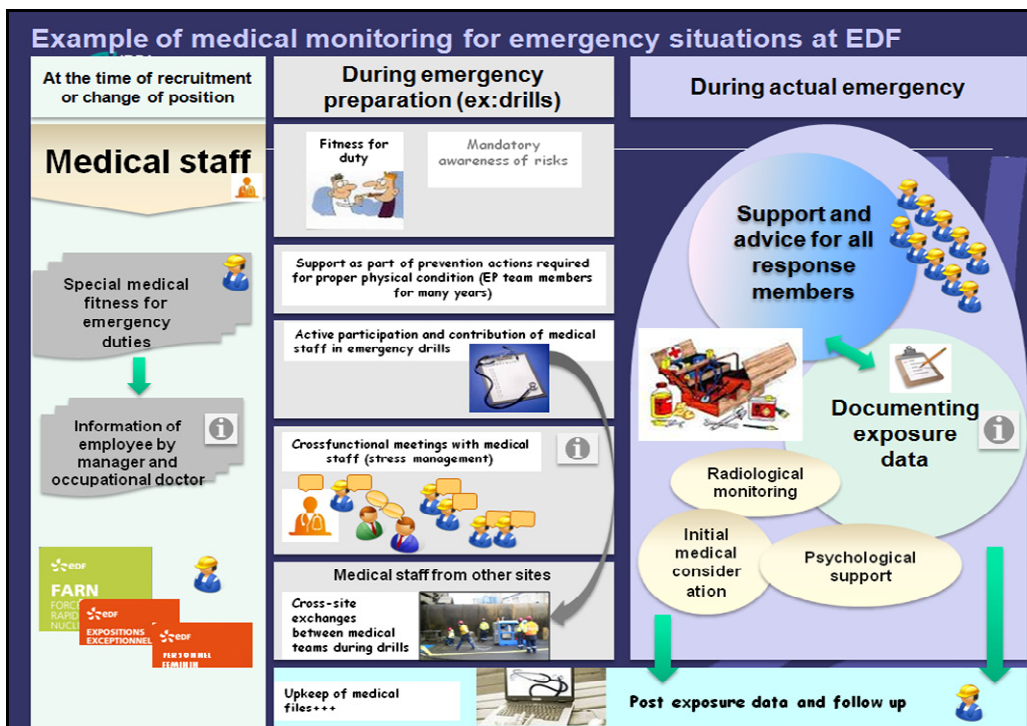 Example of medical monitoring for emergency situations at EDF
At the time of recruitment
or change of position
Medical staff
Special medical
fitness for
emergency
duties
Information of
employee by
manager and
occupational doctor
edf
FARN
FORC
RAPID
NUCL
edf
EXPOSITIONS
EXCEPTIONNEL
edf
PERSONNEL
FEMININ
During emergency
preparation (ex:drills)
Fitness for
duty
Mandatory
awareness of risks
Support as part of prevention actions required
for proper physical condition (EP team members
for many years)
Active participation and contribution of medical
staff in emergency drills
Crossfunctional meetings with medical
staff (stress management)
Medical staff from other sites
Cross-site
exchanges
between medical
teams during drills
Upkeep of medical
files+++
During actual emergency
Support and
advice for all
response
members
Documenting
exposure
data
Radiological
monitoring
Initial
medical
consider
ation
Psychological
support
Post exposure data and follow up